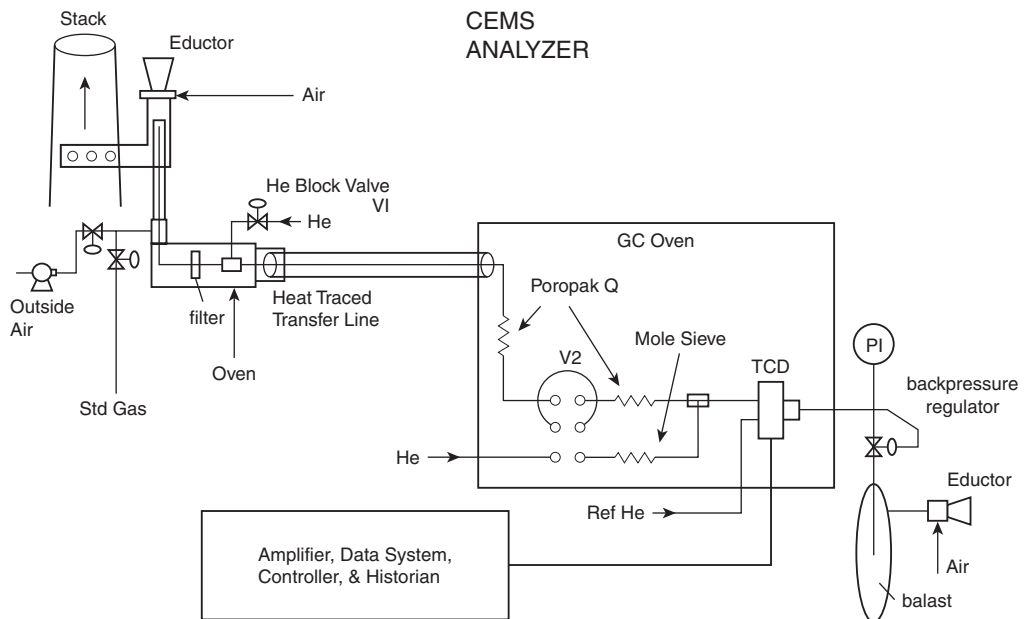 CEMS
ANALYZER
Stack
Eductor
Air
He Block Valve
VI
He
GC Oven
Outside
Air
filter
Heat Traced
Transfer Line
Oven
Std Gas
Poropak Q
Mole Sieve
V2
TCD
PI
backpressure
regulator
He
Ref He
Eductor
Air
balast
Amplifier, Data System,
Controller, & Historian